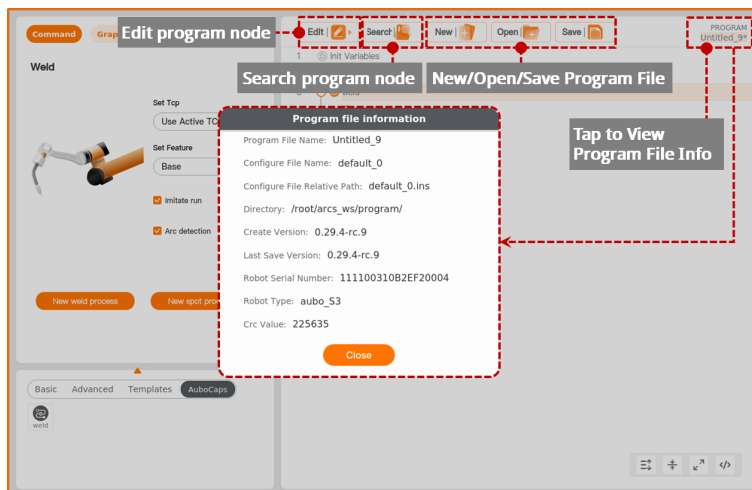 Command
Grap
Edit program node
Edit
Search
New
Open
Save
PROGRAM
Untitled_9*
1 Init Variables
Weld
Search program node
New/Open/Save Program File
3 weld
Set Tcp
Use Active TC
Set Feature
Base
Imitate run
Arc detection
New weld process
New spot pro
Tap to View
Program File Info
Program file information
Program File Name: Untitled_9
Configure File Name: default_0
Configure File Relative Path: default_0.ins
Directory: /root/arcs_ws/program/
Create Version: 0.29.4-rc.9
Last Save Version: 0.29.4-rc.9
Robot Serial Number: 111100310B2EF20004
Robot Type: aubo_S3
Crc Value: 225635
Close
Basic
Advanced
Templates
AuboCaps
weld